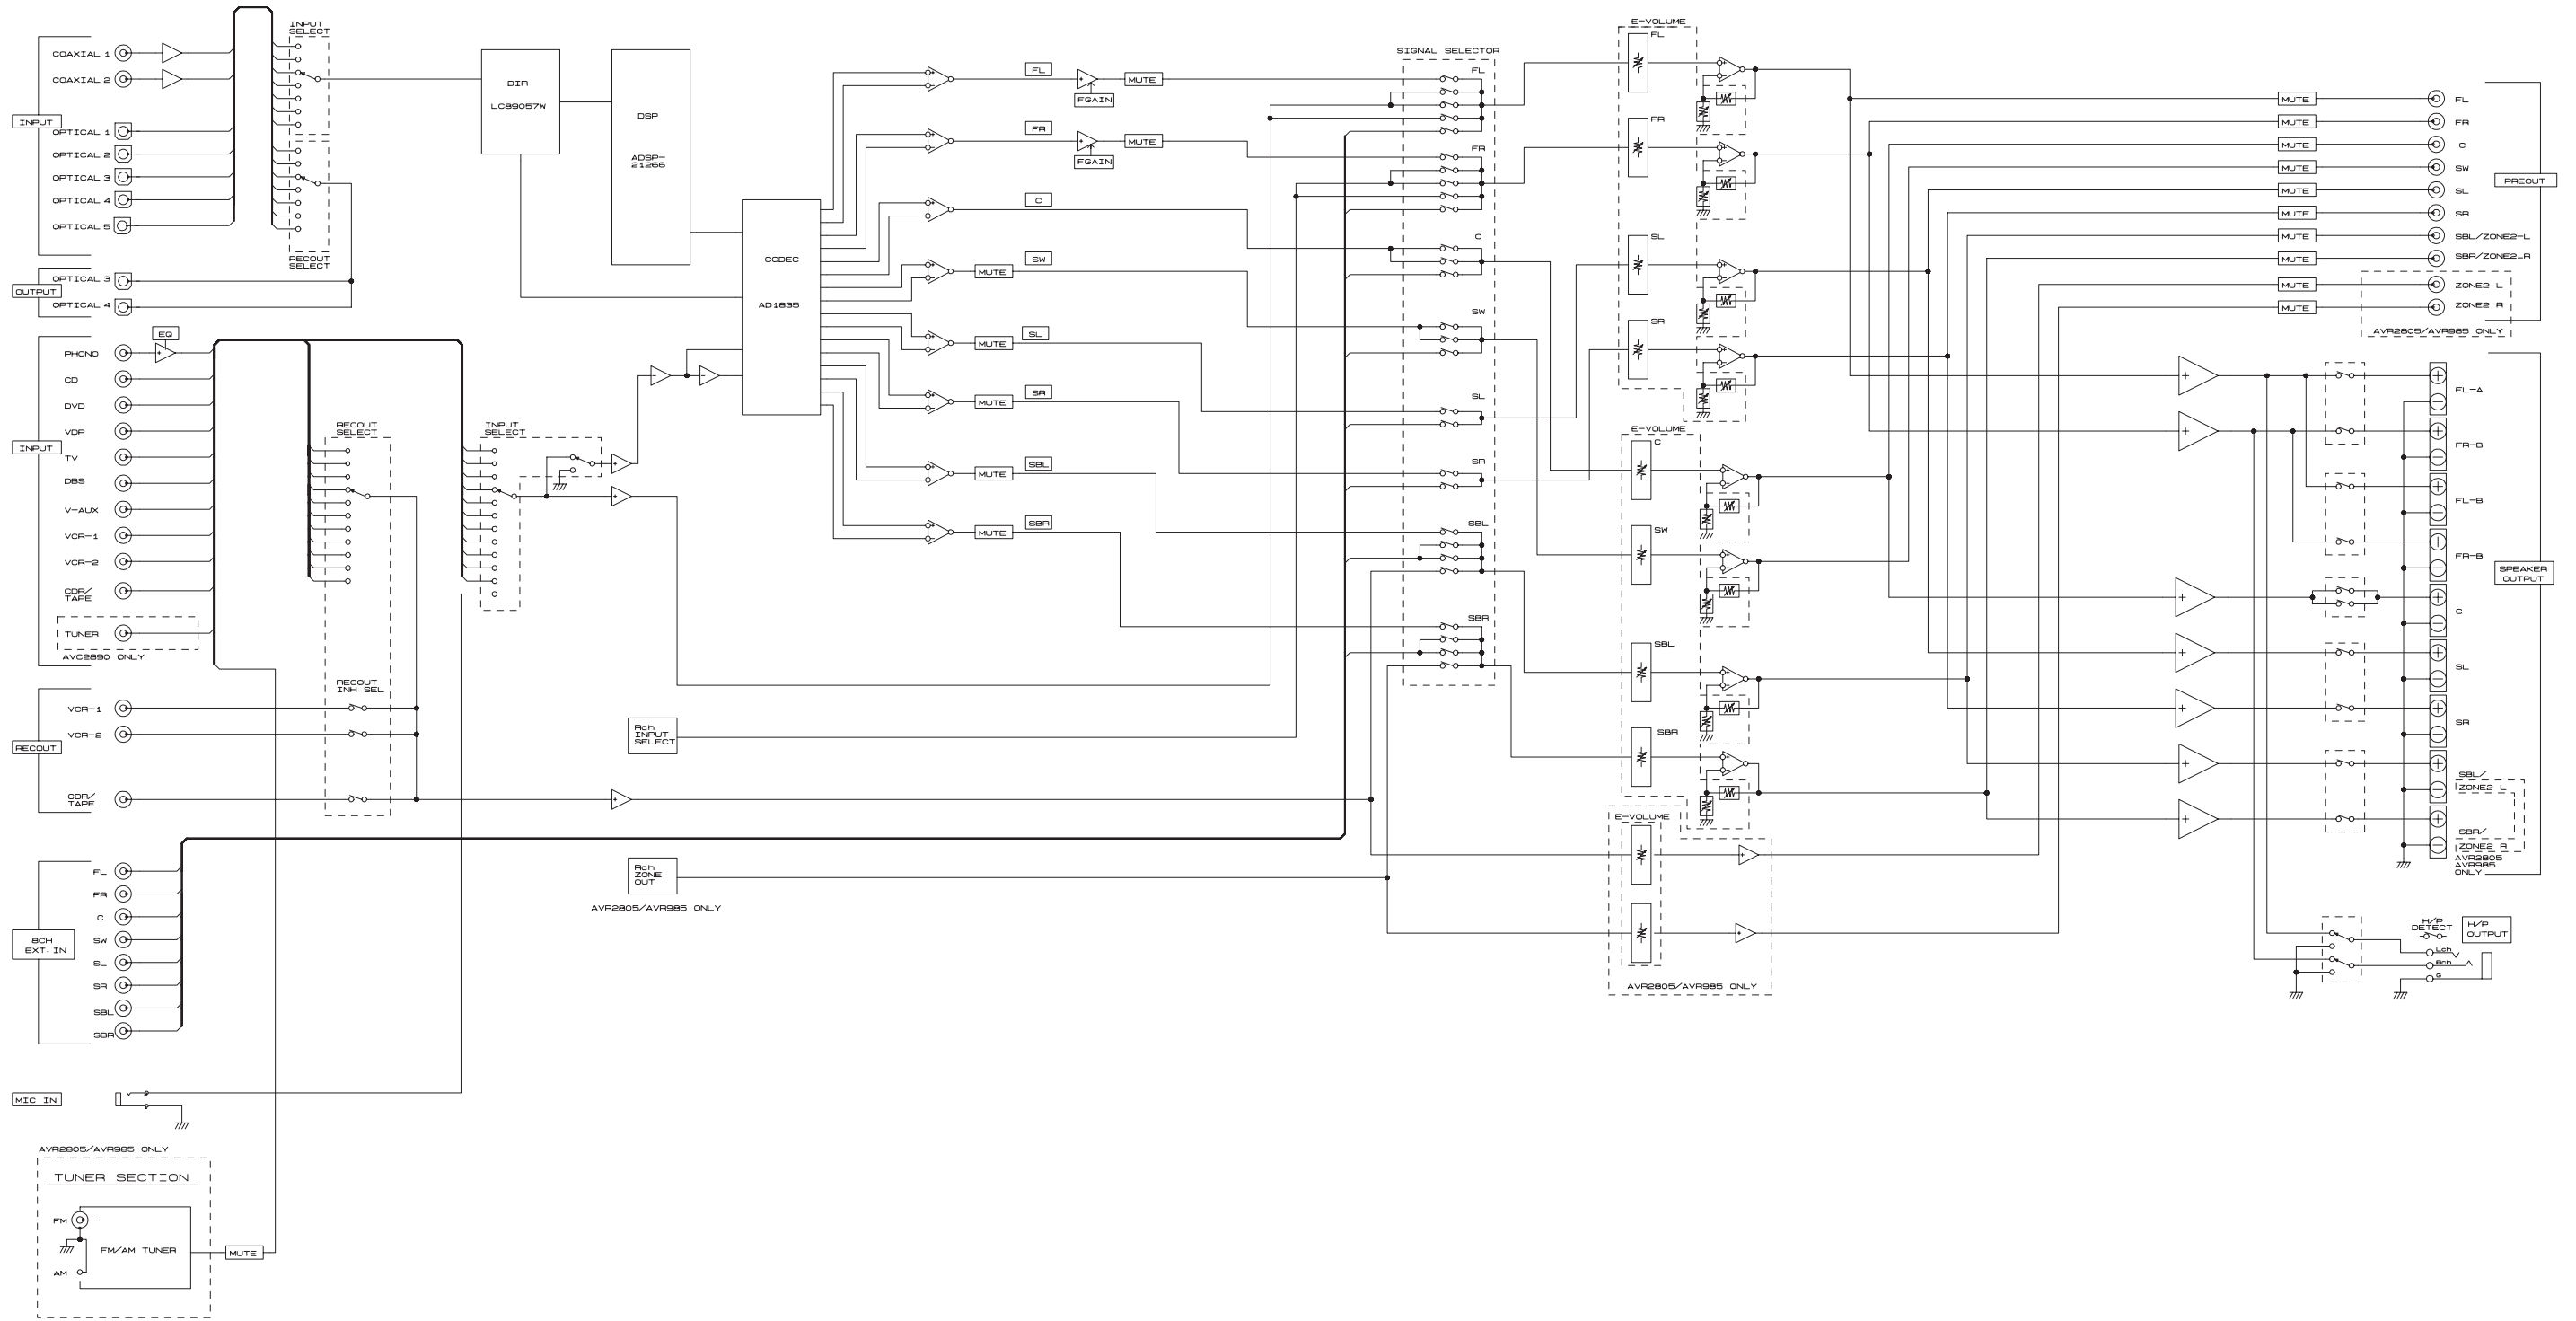 INPUT
SELECT
COAXIAL 1
COAXIAL 2
INPUT
OPTICAL 1
OPTICAL 2
OPTICAL 3
OPTICAL 4
OPTICAL 5
RECOUT
SELECT
OPTICAL 3
OUTPUT
OPTICAL 4
DIR
LC89057W
DSP
ADSP-
21266
CODEC
AD1835
EQ
PHONO
CD
DVD
VDP
INPUT
TV
DBS
V-AUX
VCR-1
VCR-2
CDR/
TAPE
TUNER
AVC2890 ONLY
RECOUT
SELECT
INPUT
SELECT
RECOUT
INH. SEL
VCR-1
VCR-2
RECOUT
CDR/
TAPE
FL
FR
C
8CH
EXT. IN
SW
SL
SR
SBL
SBR
MIC IN
AVR2805/AVR985 ONLY
TUNER SECTION
FM
FM/AM TUNER
AM
MUTE
FL
FGAIN
MUTE
FR
FGAIN
MUTE
C
SW
MUTE
SL
MUTE
SR
MUTE
SBL
MUTE
SBR
MUTE
Rch
INPUT
SELECT
Rch
ZONE
OUT
AVR2805/AVR985 ONLY
SIGNAL SELECTOR
FL
FR
C
SW
SL
SR
SBL
SBR
E-VOLUME
FL
FR
SL
SR
E-VOLUME
C
SW
SBL
SBR
E-VOLUME
AVR2805/AVR985 ONLY
MUTE
FL
MUTE
FR
MUTE
C
MUTE
SW
PREOUT
MUTE
SL
MUTE
SR
MUTE
SBL/ZONE2-L
MUTE
SBR/ZONE2_R
MUTE
ZONE2 L
MUTE
ZONE2 R
AVR2805/AVR985 ONLY
FL-A
FR-B
FL-B
FR-B
SPEAKER
OUTPUT
C
SL
SR
SBL/
ZONE2 L
SBR/
ZONE2 R
AVR2805
AVR985
ONLY
H/P
DETECT
H/P
OUTPUT
Lch
Rch
G